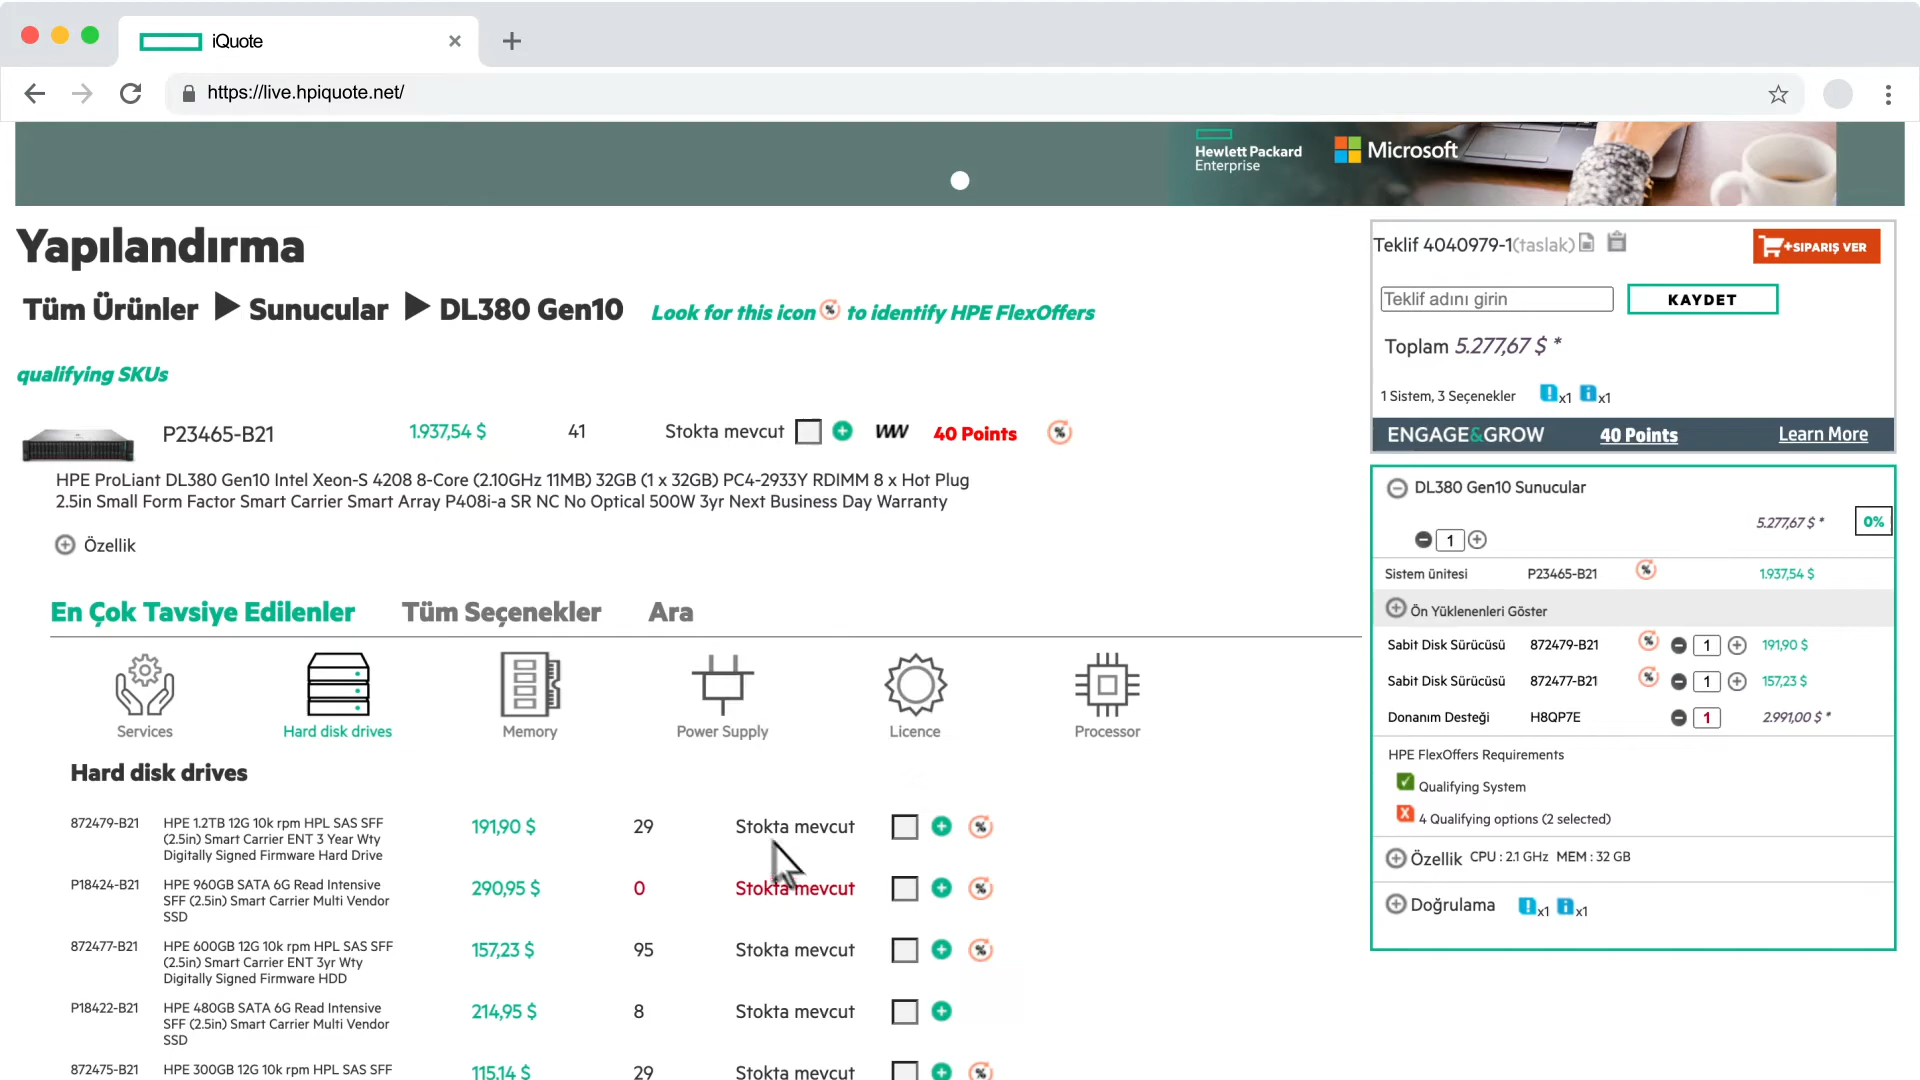 iQuote
https://live.hpiquote.net/
Hewlett Packard
Enterprise
Microsoft
Yapılandırma
Tüm Ürünler ▶ Sunucular ▶ DL380 Gen10 Look for this icon to identify HPE FlexOffers
qualifying SKUs
P23465-B21 1.937,54 $ 41 Stokta mevcut 40 Points
HPE ProLiant DL380 Gen10 Intel Xeon-S 4208 8-Core (2.10GHz 11MB) 32GB (1 x 32GB) PC4-2933Y RDIMM 8 x Hot Plug
2.5in Small Form Factor Smart Carrier Smart Array P408i-a SR NC No Optical 500W 3yr Next Business Day Warranty
Özellik
En Çok Tavsiye Edilenler Tüm Seçenekler Ara
Services Hard disk drives Memory Power Supply Licence Processor
Hard disk drives
872479-B21 HPE 1.2TB 12G 10k rpm HPL SAS SFF 191,90 $ 29 Stokta mevcut
(2.5in) Smart Carrier ENT 3 Year Wty
Digitally Signed Firmware Hard Drive
P18424-B21 HPE 960GB SATA 6G Read Intensive 290,95 $ 0 Stokta mevcut
SFF (2.5in) Smart Carrier Multi Vendor
SSD
872477-B21 HPE 600GB 12G 10k rpm HPL SAS SFF 157,23 $ 95 Stokta mevcut
(2.5in) Smart Carrier ENT 3yr Wty
Digitally Signed Firmware HDD
P18422-B21 HPE 480GB SATA 6G Read Intensive 214,95 $ 8 Stokta mevcut
SFF (2.5in) Smart Carrier Multi Vendor
SSD
872475-B21 HPE 300GB 12G 10k rpm HPL SAS SFF 115,14 $ 29 Stokta mevcut
Teklif 4040979-1(taslak) +SIPARIŞ VER
Teklif adını girin KAYDET
Toplam 5.277,67 $ *
1 Sistem, 3 Seçenekler x1 x1
ENGAGE&GROW 40 Points Learn More
DL380 Gen10 Sunucular
5.277,67 $ * 0%
1
Sistem ünitesi P23465-B21 1.937,54 $
Ön Yüklenenleri Göster
Sabit Disk Sürücüsü 872479-B21 1 191,90 $
Sabit Disk Sürücüsü 872477-B21 1 157,23 $
Donanım Desteği H8QP7E 1 2.991,00 $ *
HPE FlexOffers Requirements
Qualifying System
4 Qualifying options (2 selected)
Özellik CPU : 2.1 GHz MEM : 32 GB
Doğrulama x1 x1